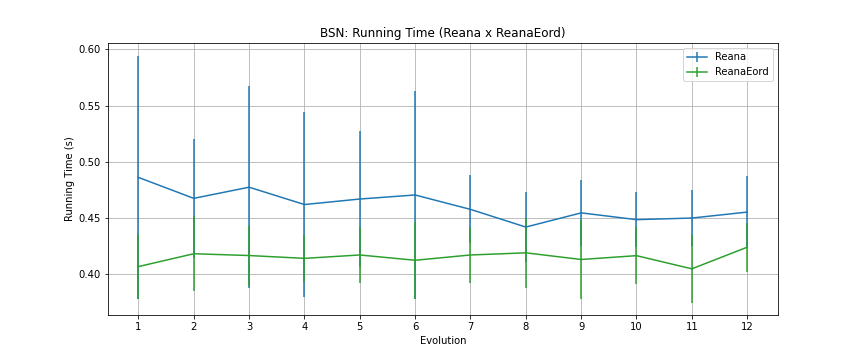 BSN: Running Time (Reana x ReanaEord)
Reana
ReanaEord
Running Time (s)
0.60
0.55
0.50
0.45
0.40
1 2 3 4 5 6 7 8 9 10 11 12
Evolution